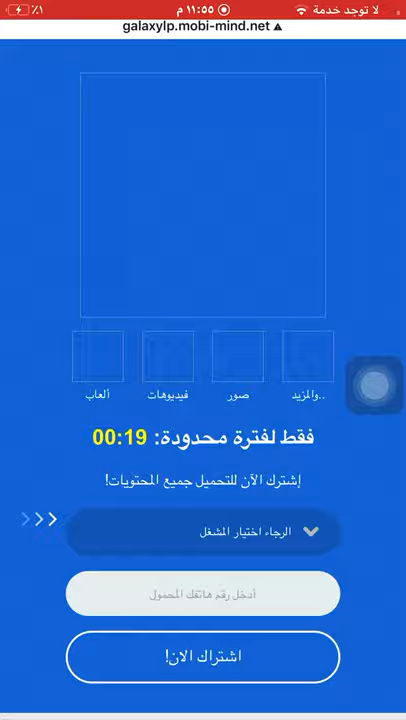 لا توجد خدمة ١١:٥٥ م ٪١
galaxylp.mobi-mind.net
ألعاب فيديوهات صور ..والمزيد
فقط لفترة محدودة: 00:19
إشترك الآن للتحميل جميع المحتويات!
الرجاء اختيار المشغل
أدخل رقم هاتفك المحمول
اشتراك الان!